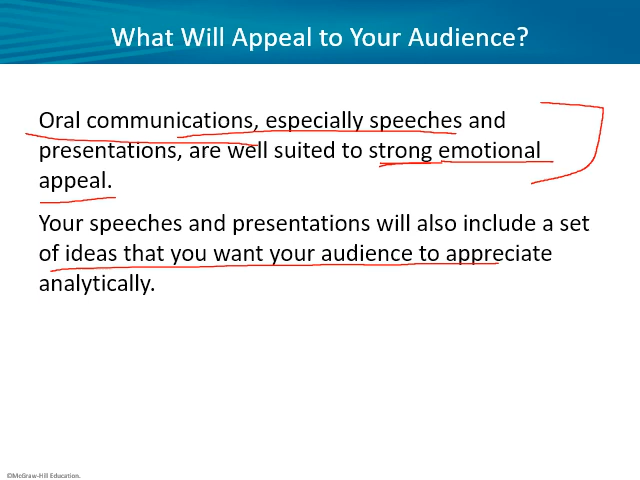 What Will Appeal to Your Audience?
Oral communications, especially speeches and
presentations, are well suited to strong emotional
appeal.
Your speeches and presentations will also include a set
of ideas that you want your audience to appreciate
analytically.
©McGraw-Hill Education.